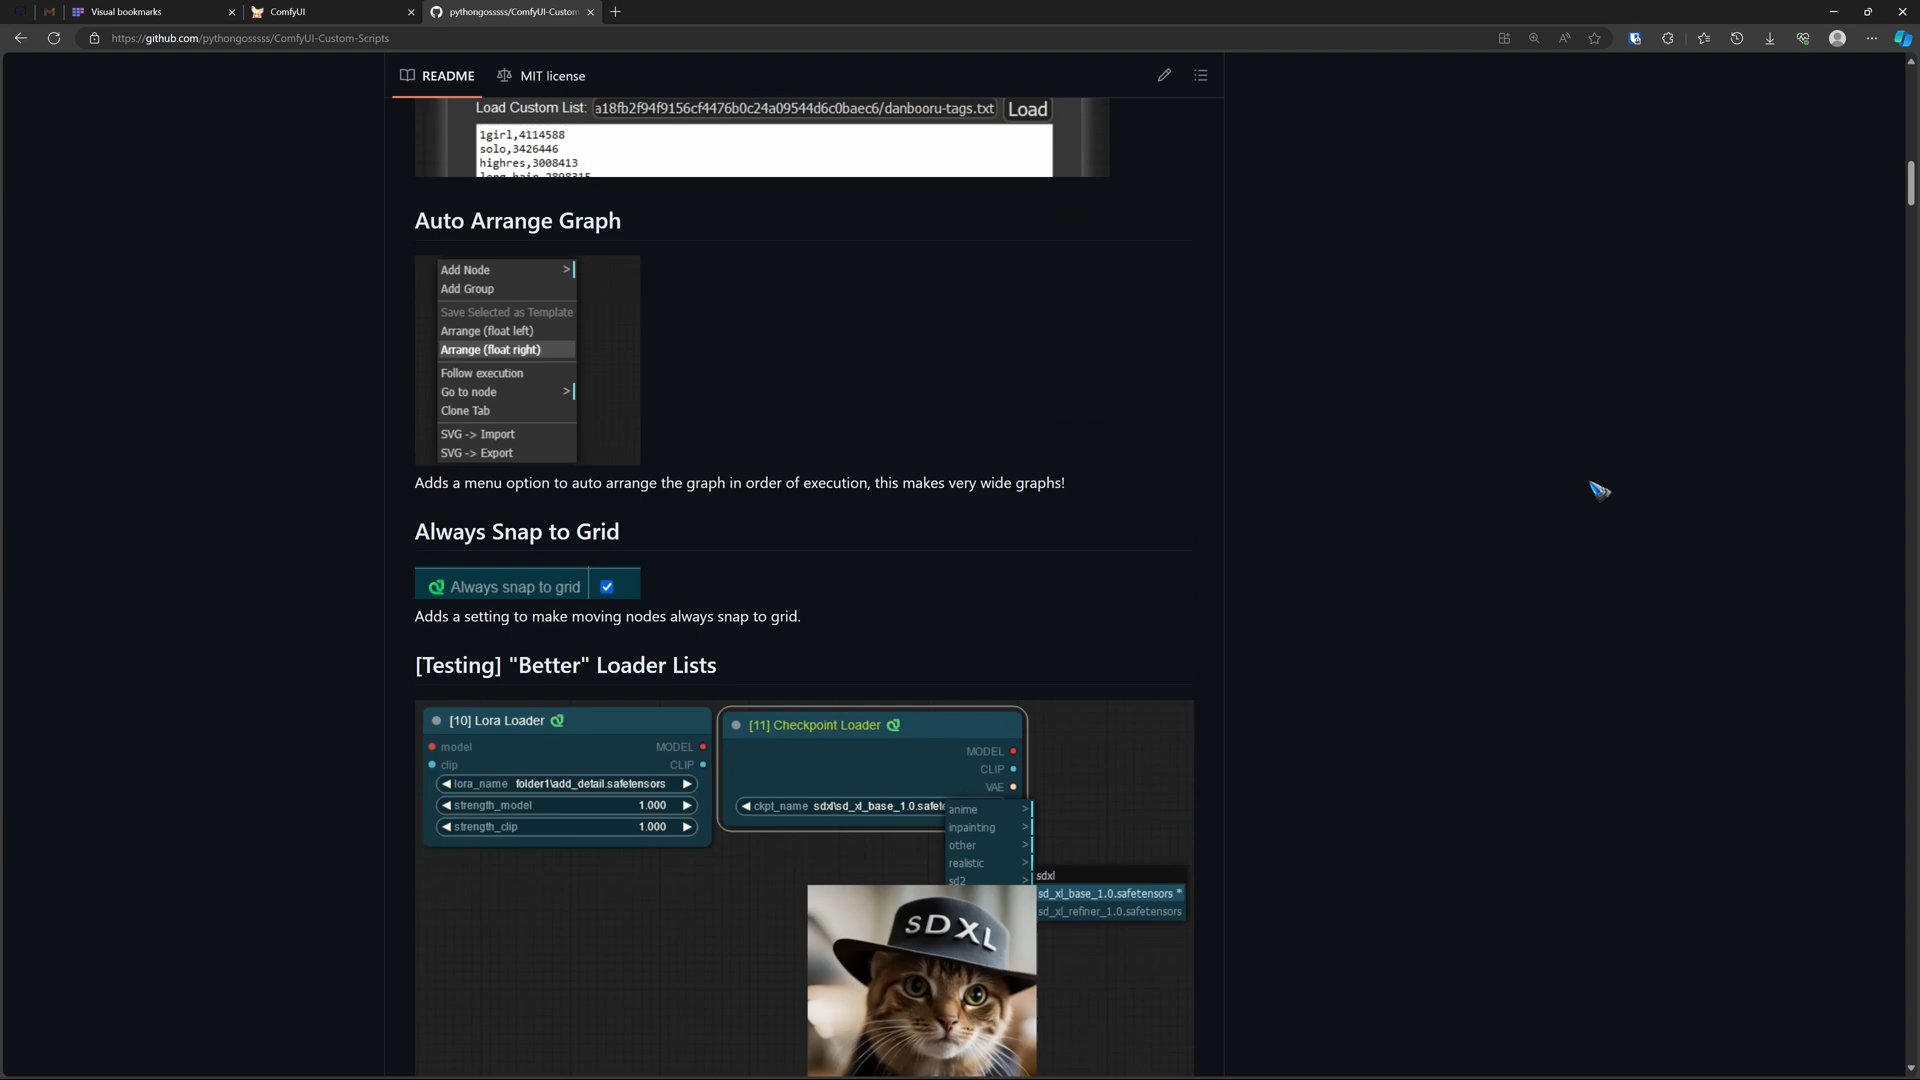 Visual bookmarks
ComfyUI
pythongosssss/ComfyUI-Custom
https://github.com/pythongosssss/ComfyUI-Custom-Scripts
README
MIT license
Load Custom List:
a18fb2f94f9156cf4476b0c24a09544d6c0baec6/danbooru-tags.txt
Load
1girl,4114588
solo,3426446
highres,3008413
long_hair,2898315
Auto Arrange Graph
Add Node >
Add Group
Save Selected as Template
Arrange (float left)
Arrange (float right)
Follow execution
Go to node >
Clone Tab
SVG -> Import
SVG -> Export
Adds a menu option to auto arrange the graph in order of execution, this makes very wide graphs!
Always Snap to Grid
Always snap to grid
Adds a setting to make moving nodes always snap to grid.
[Testing] "Better" Loader Lists
[10] Lora Loader
model MODEL
clip CLIP
lora_name folder1\add_detail.safetensors
strength_model 1.000
strength_clip 1.000
[11] Checkpoint Loader
MODEL
CLIP
VAE
ckpt_name sdxl\sd_xl_base_1.0.safete
anime >
inpainting >
other >
realistic >
sd2 >
sdxl
sd_xl_base_1.0.safetensors *
sd_xl_refiner_1.0.safetensors
SDXL